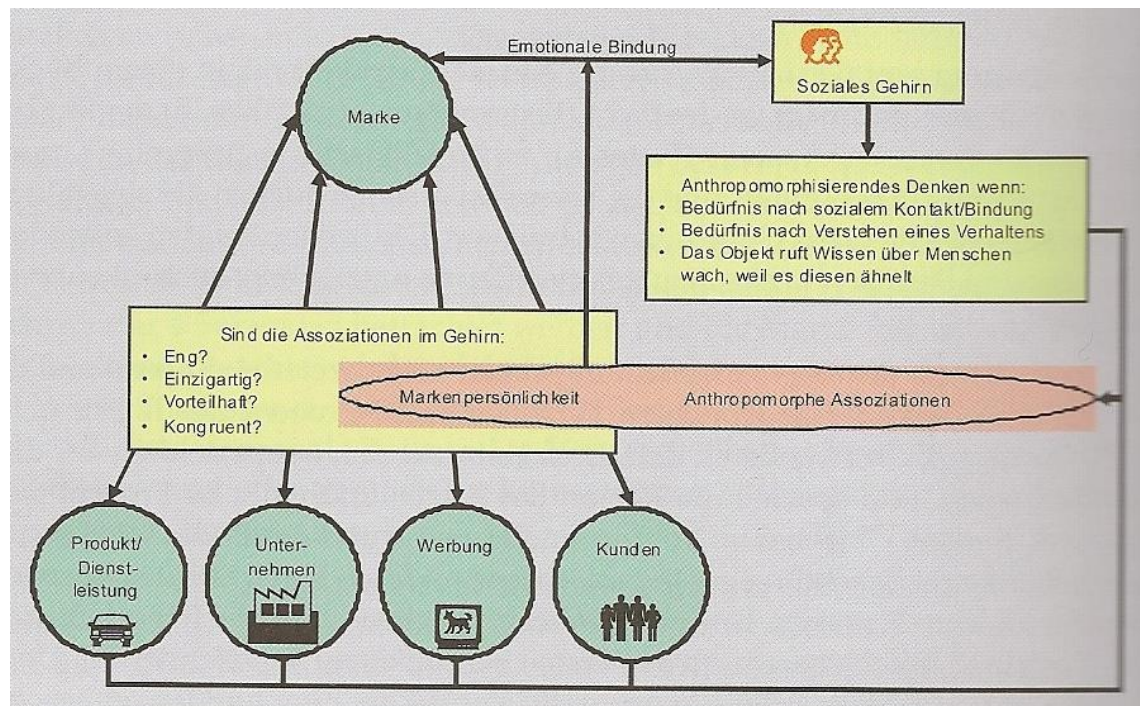 Emotionale Bindung
Soziales Gehirn
Marke
Anthropomorphisierendes Denken wenn:
• Bedürfnis nach sozialem Kontakt/Bindung
• Bedürfnis nach Verstehen eines Verhaltens
• Das Objekt ruft Wissen über Menschen
wach, weil es diesen ähnelt
Sind die Assoziationen im Gehirn:
• Eng?
• Einzigartig?
• Vorteilhaft?
• Kongruent?
Markenpersönlichkeit
Anthropomorphe Assoziationen
Produkt/
Dienst-
leistung
Unter-
nehmen
Werbung
Kunden